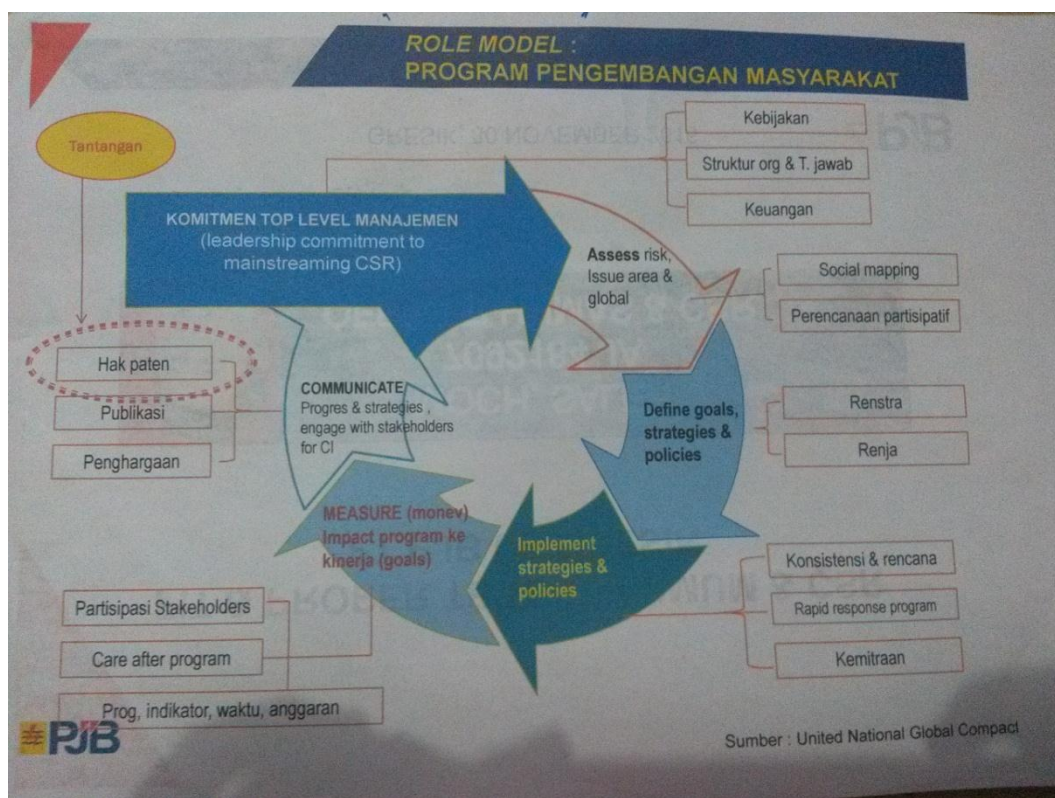 ROLE MODEL :
PROGRAM PENGEMBANGAN MASYARAKAT
Tantangan
Kebijakan
Struktur org & T. jawab
Keuangan
KOMITMEN TOP LEVEL MANAJEMEN
(leadership commitment to
mainstreaming CSR)
Assess risk,
Issue area &
global
Social mapping
Perencanaan partisipatif
Hak paten
Publikasi
Penghargaan
COMMUNICATE
Progres & strategies ,
engage with stakeholders
for CI
Define goals,
strategies &
policies
Renstra
Renja
MEASURE (monev)
Impact program ke
kinerja (goals)
Implement
strategies &
policies
Konsistensi & rencana
Rapid response program
Kemitraan
Partisipasi Stakeholders
Care after program
Prog, indikator, waktu, anggaran
PJB
Sumber : United National Global Compact